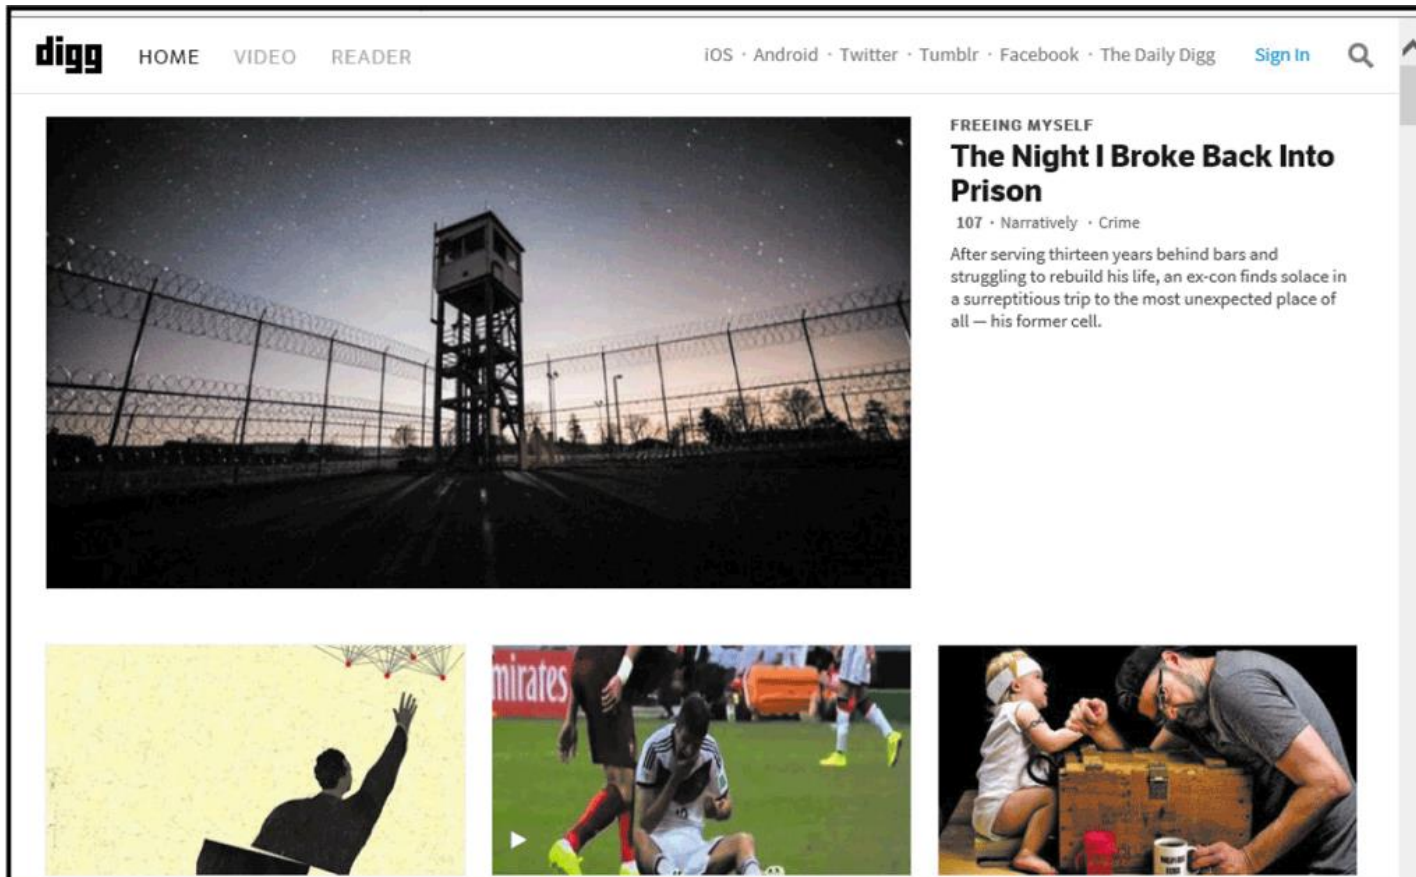 digg HOME VIDEO READER iOS · Android · Twitter · Tumblr · Facebook · The Daily Digg Sign In
FREEING MYSELF
The Night I Broke Back Into
Prison
107 · Narratively · Crime
After serving thirteen years behind bars and
struggling to rebuild his life, an ex-con finds solace in
a surreptitious trip to the most unexpected place of
all — his former cell.
mirates